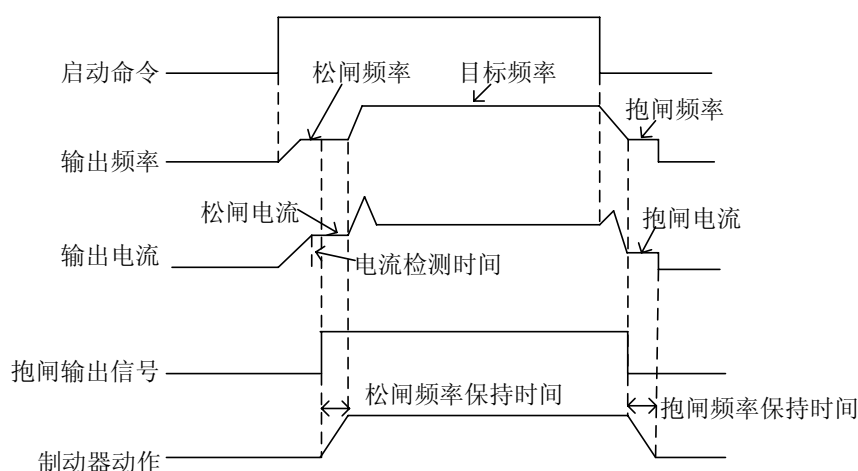 启动命令
松闸频率
目标频率
抱闸频率
输出频率
松闸电流
抱闸电流
输出电流
电流检测时间
抱闸输出信号
松闸频率保持时间
抱闸频率保持时间
制动器动作